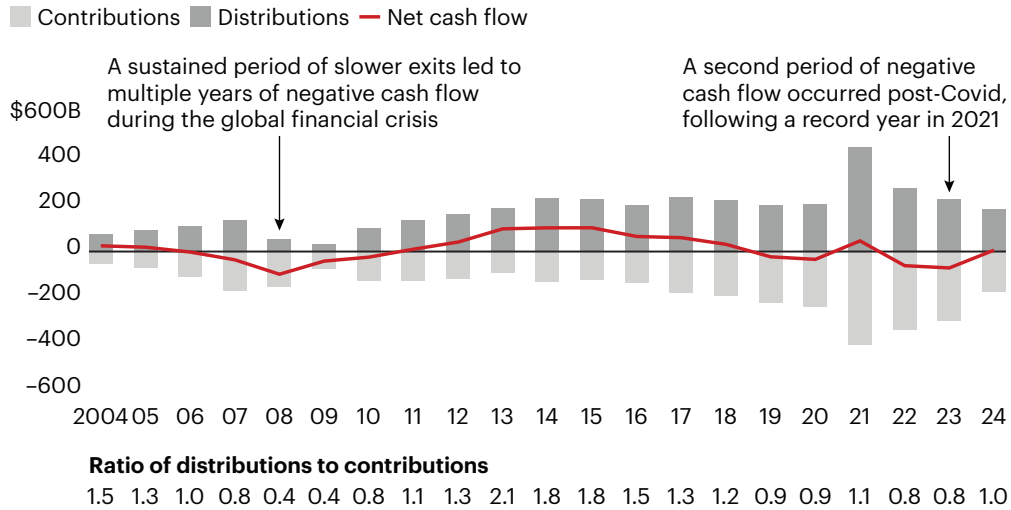 Contributions Distributions Net cash flow
A sustained period of slower exits led to
multiple years of negative cash flow
during the global financial crisis
A second period of negative
cash flow occurred post-Covid,
following a record year in 2021
$600B
400
200
0
–200
–400
–600
2004 05 06 07 08 09 10 11 12 13 14 15 16 17 18 19 20 21 22 23 24
Ratio of distributions to contributions
1.5 1.3 1.0 0.8 0.4 0.4 0.8 1.1 1.3 2.1 1.8 1.8 1.5 1.3 1.2 0.9 0.9 1.1 0.8 0.8 1.0